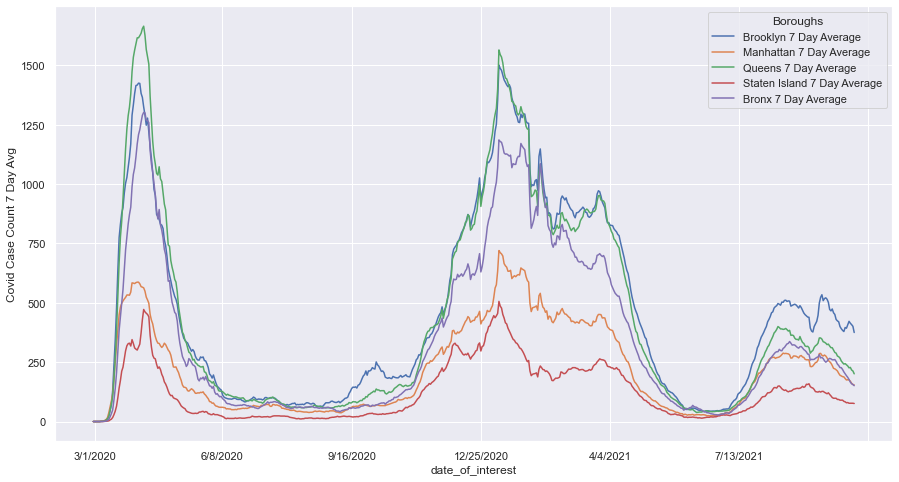 Boroughs
Brooklyn 7 Day Average
Manhattan 7 Day Average
Queens 7 Day Average
Staten Island 7 Day Average
Bronx 7 Day Average
Covid Case Count 7 Day Avg
1500
1250
1000
750
500
250
0
3/1/2020 6/8/2020 9/16/2020 12/25/2020 4/4/2021 7/13/2021
date_of_interest